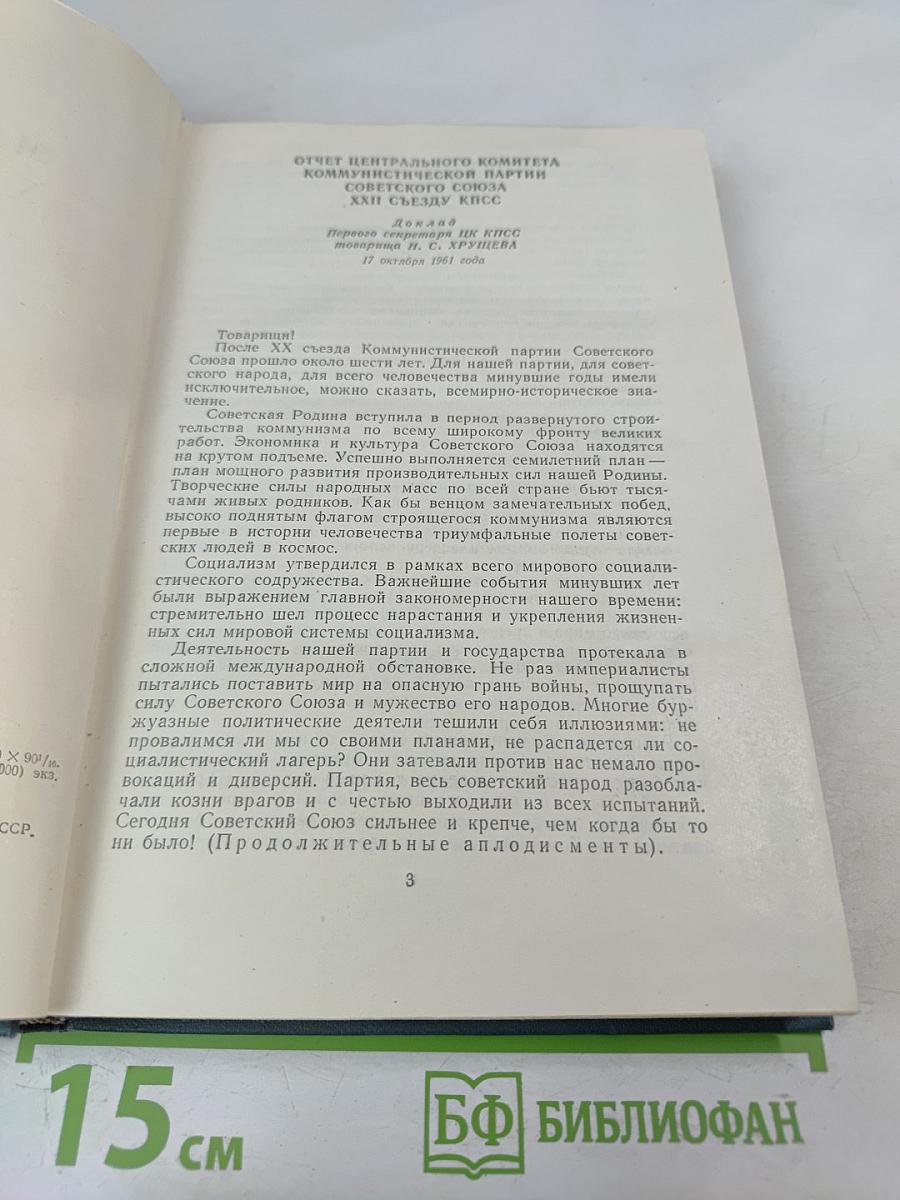 ОТЧЕТ ЦЕНТРАЛЬНОГО КОМИТЕТА
КОММУНИСТИЧЕСКОЙ ПАРТИИ
СОВЕТСКОГО СОЮЗА
XXII СЪЕЗДУ КПСС
Доклад
Первого секретаря ЦК КПСС
товарища Н. С. ХРУЩЕВА
17 октября 1961 года
Товарищи!
После XX съезда Коммунистической партии Советского
Союза прошло около шести лет. Для нашей партии, для совет-
ского народа, для всего человечества минувшие годы имели
исключительное, можно сказать, всемирно-историческое зна-
чение.
Советская Родина вступила в период развернутого строи-
тельства коммунизма по всему широкому фронту великих
работ. Экономика и культура Советского Союза находятся
на крутом подъеме. Успешно выполняется семилетний план —
план мощного развития производительных сил нашей Родины.
Творческие силы народных масс по всей стране бьют тыся-
чами живых родников. Как бы венцом замечательных побед,
высоко поднятым флагом строящегося коммунизма являются
первые в истории человечества триумфальные полеты совет-
ских людей в космос.
Социализм утвердился в рамках всего мирового социали-
стического содружества. Важнейшие события минувших лет
были выражением главной закономерности нашего времени:
стремительно шел процесс нарастания и укрепления жизнен-
ных сил мировой системы социализма.
Деятельность нашей партии и государства протекала в
сложной международной обстановке. Не раз империалисты
пытались поставить мир на опасную грань войны, прощупать
силу Советского Союза и мужество его народов. Многие бур-
жуазные политические деятели тешили себя иллюзиями: не
провалимся ли мы со своими планами, не распадется ли со-
циалистический лагерь? Они затевали против нас немало про-
вокаций и диверсий. Партия, весь советский народ разобла-
чали козни врагов и с честью выходили из всех испытаний.
Сегодня Советский Союз сильнее и крепче, чем когда бы то
ни было! (Продолжительные аплодисменты).
3
× 90¹/₁₆.
000) экз.
ССР.
15 см
БФ БИБЛИОФАН